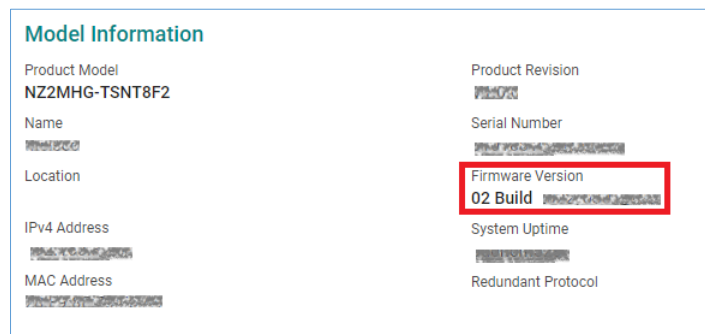 Model Information
Product Model
NZ2MHG-TSNT8F2
Name
Location
IPv4 Address
MAC Address
Product Revision
Serial Number
Firmware Version
02 Build
System Uptime
Redundant Protocol